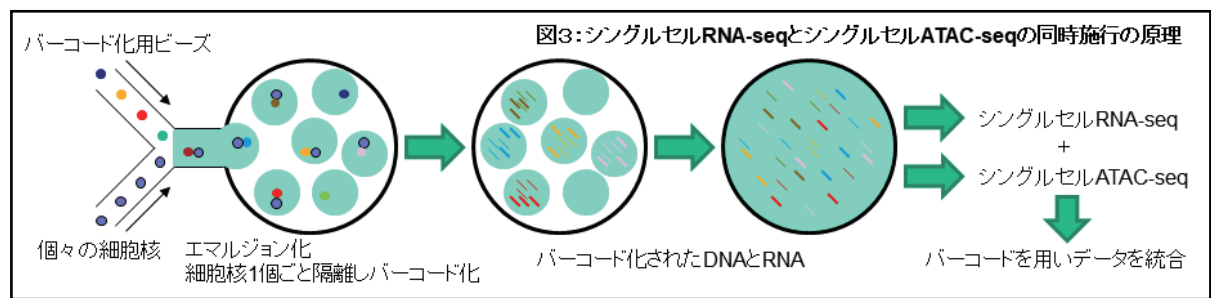 図3：シングルセルRNA-seqとシングルセルATAC-seqの同時施行の原理
バーコード化用ビーズ
個々の細胞核
エマルジョン化
細胞核1個ごと隔離しバーコード化
バーコード化されたDNAとRNA
シングルセルRNA-seq
+
シングルセルATAC-seq
バーコードを用いデータを統合